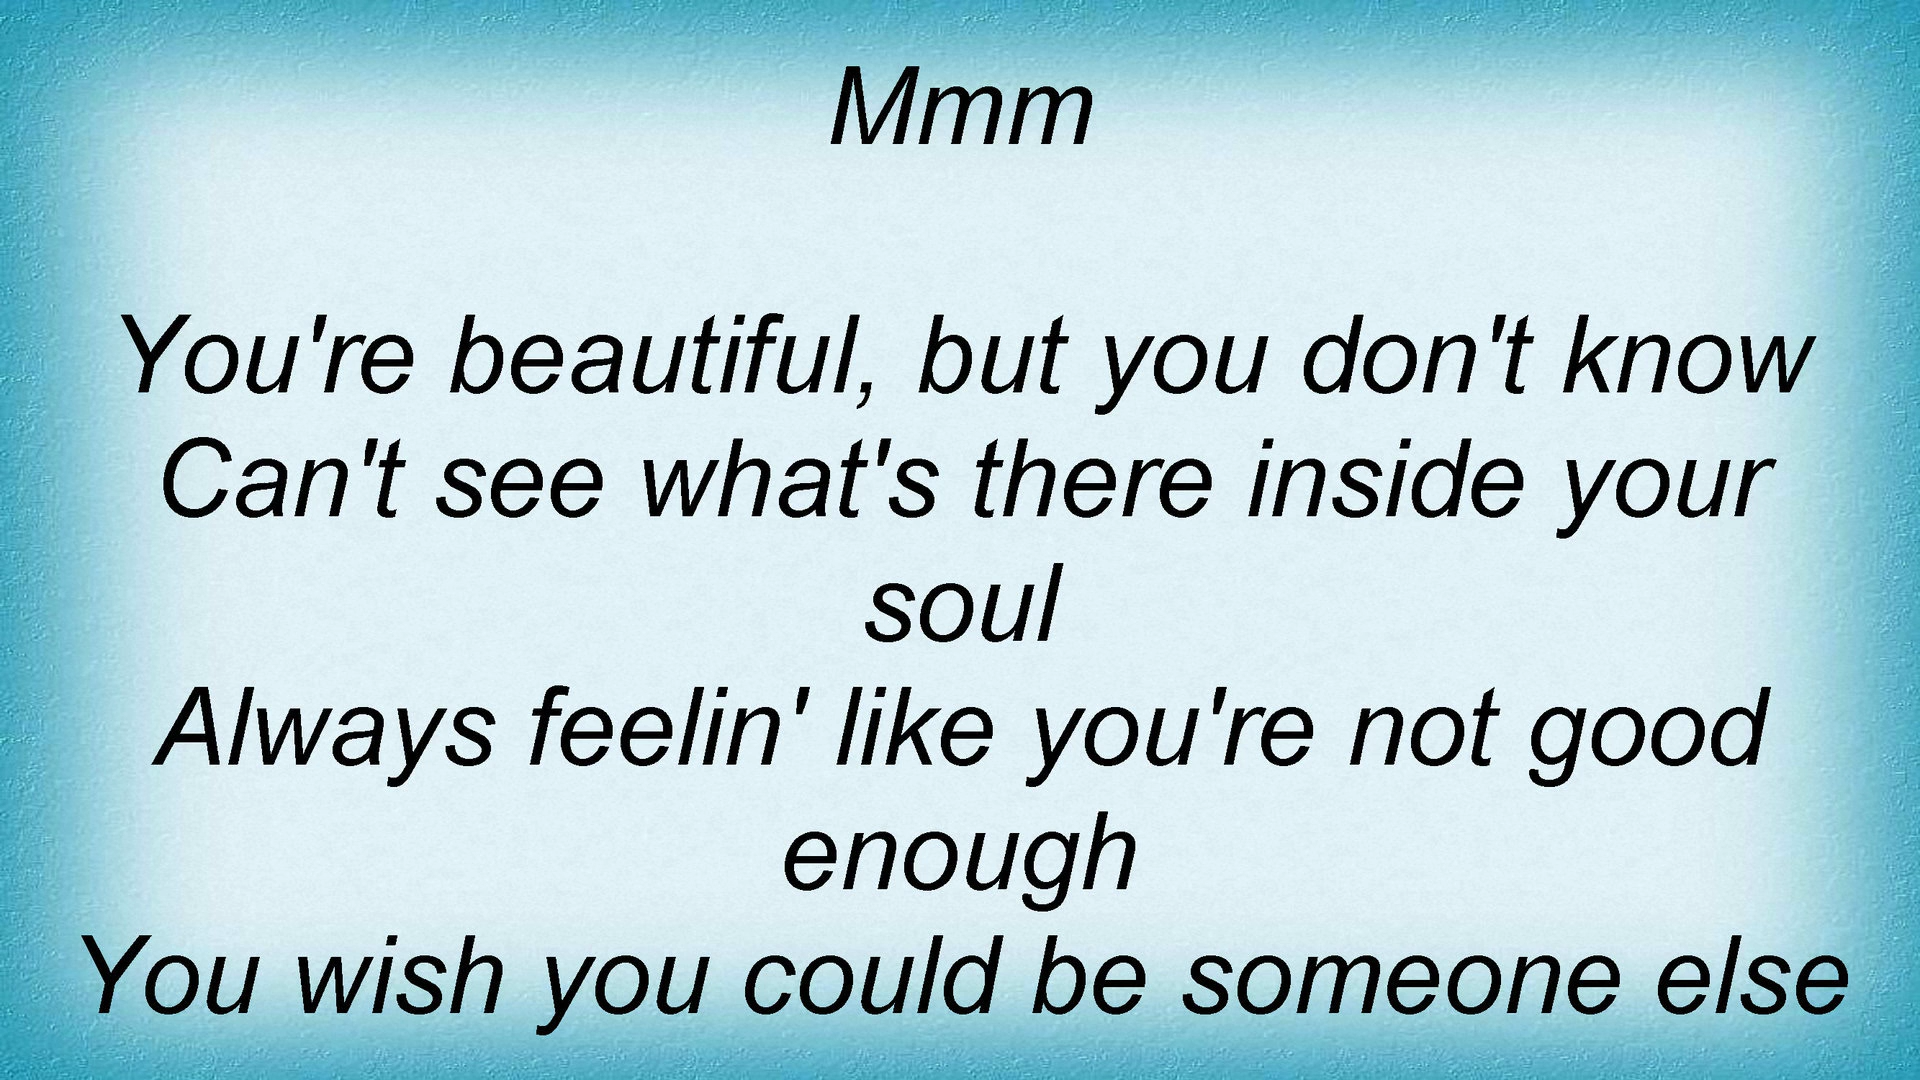 Mmm
You're beautiful, but you don't know
Can't see what's there inside your
soul
Always feelin' like you're not good
enough
You wish you could be someone else